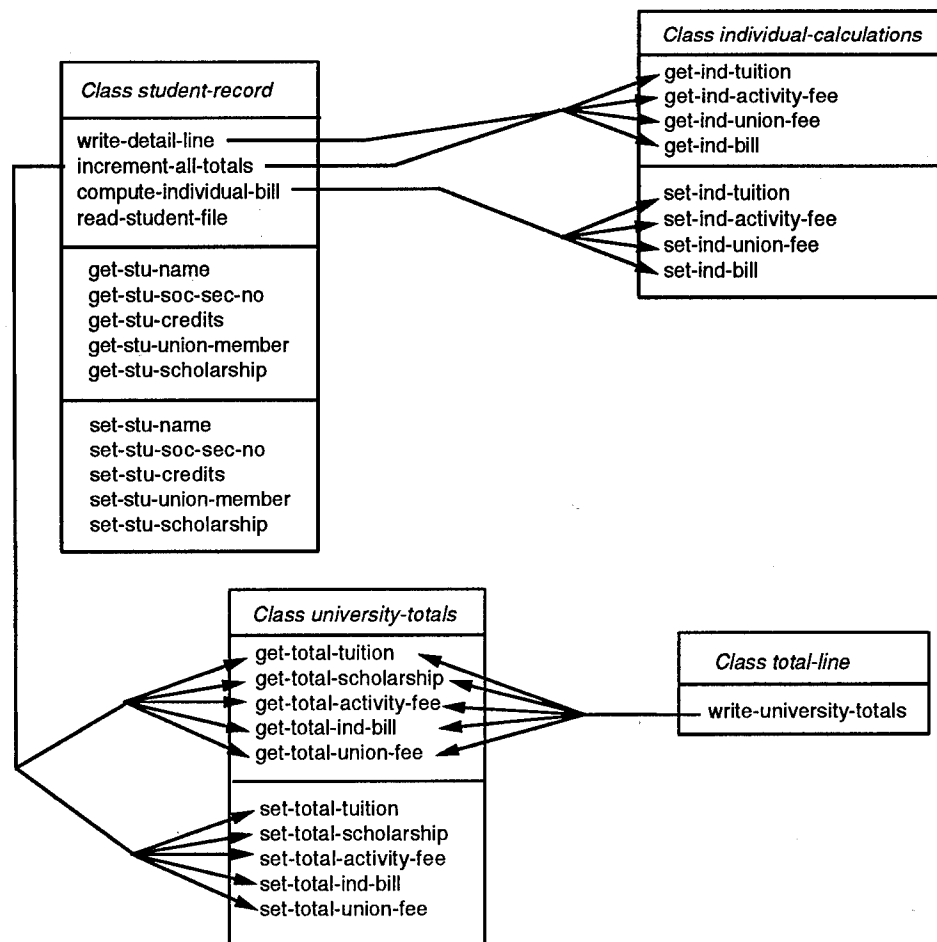 Class student-record
write-detail-line
increment-all-totals
compute-individual-bill
read-student-file
get-stu-name
get-stu-soc-sec-no
get-stu-credits
get-stu-union-member
get-stu-scholarship
set-stu-name
set-stu-soc-sec-no
set-stu-credits
set-stu-union-member
set-stu-scholarship
Class individual-calculations
get-ind-tuition
get-ind-activity-fee
get-ind-union-fee
get-ind-bill
set-ind-tuition
set-ind-activity-fee
set-ind-union-fee
set-ind-bill
Class university-totals
get-total-tuition
get-total-scholarship
get-total-activity-fee
get-total-ind-bill
get-total-union-fee
set-total-tuition
set-total-scholarship
set-total-activity-fee
set-total-ind-bill
set-total-union-fee
Class total-line
write-university-totals